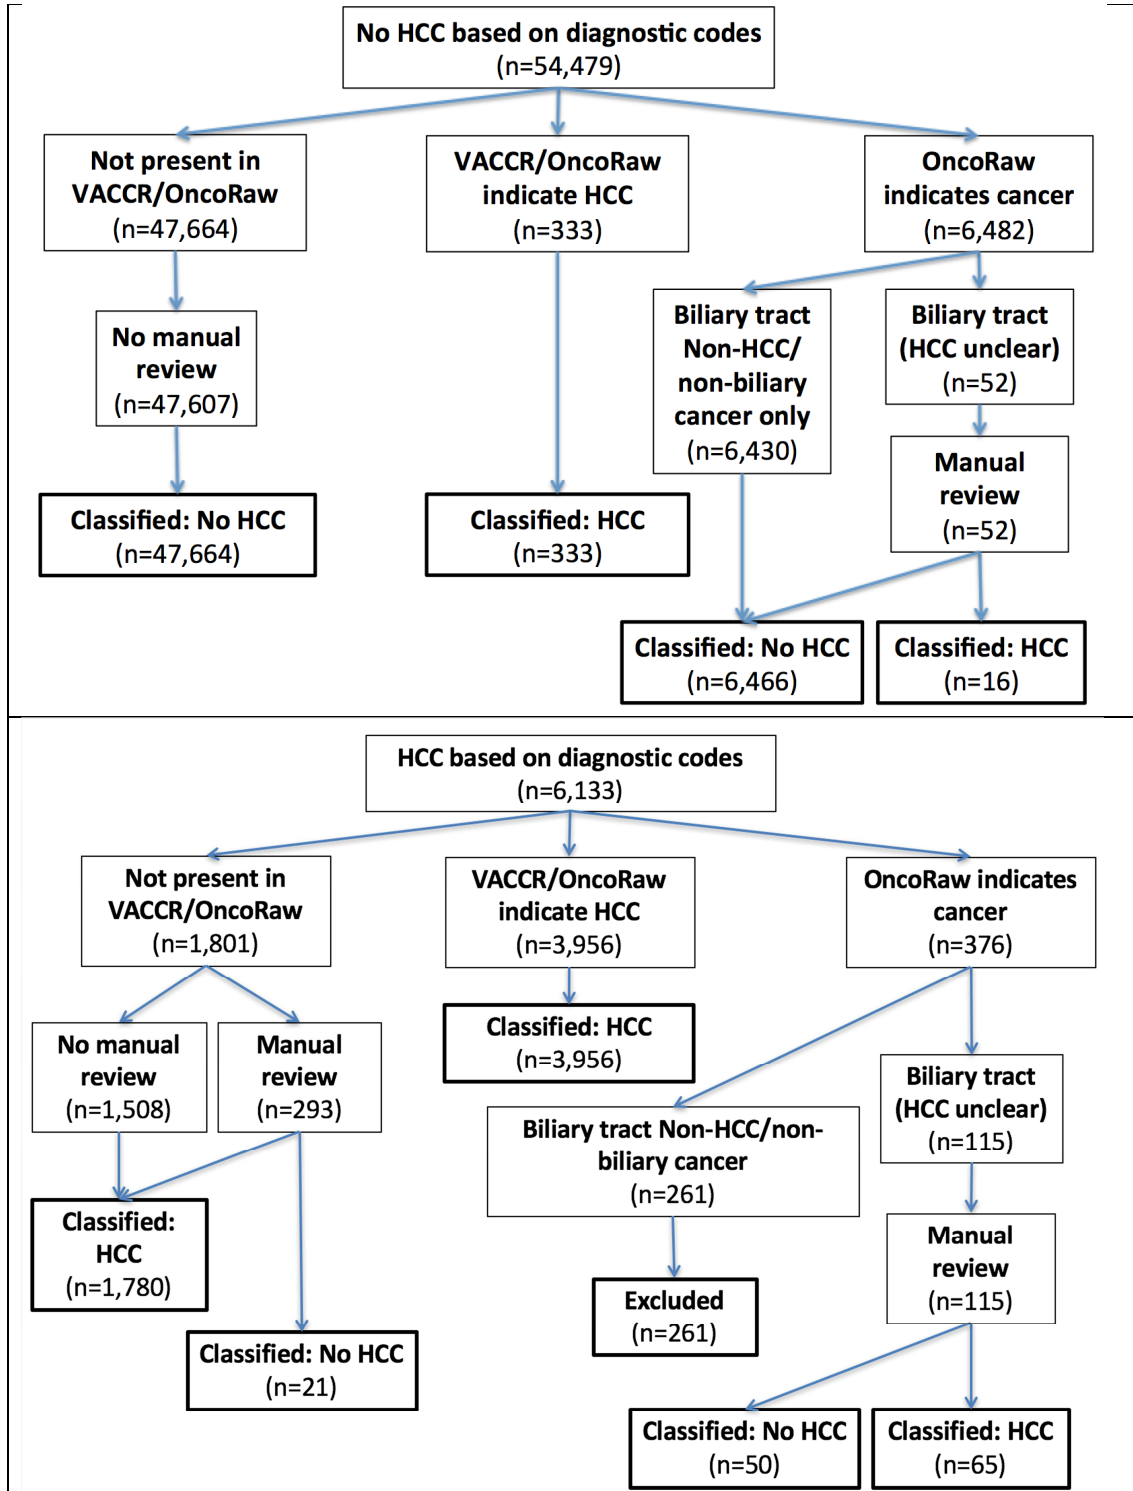 No HCC based on diagnostic codes
(n=54,479)
Not present in
VACCR/OncoRaw
(n=47,664)
VACCR/OncoRaw
indicate HCC
(n=333)
OncoRaw
indicates cancer
(n=6,482)
No manual
review
(n=47,607)
Biliary tract
Non-HCC/
non-biliary
cancer only
(n=6,430)
Biliary tract
(HCC unclear)
(n=52)
Manual
review
(n=52)
Classified: No HCC
(n=47,664)
Classified: HCC
(n=333)
Classified: No HCC
(n=6,466)
Classified: HCC
(n=16)
HCC based on diagnostic codes
(n=6,133)
Not present in
VACCR/OncoRaw
(n=1,801)
VACCR/OncoRaw
indicate HCC
(n=3,956)
OncoRaw indicates
cancer
(n=376)
No manual
review
(n=1,508)
Manual
review
(n=293)
Classified: HCC
(n=3,956)
Biliary tract Non-HCC/non-
biliary cancer
(n=261)
Biliary tract
(HCC unclear)
(n=115)
Classified:
HCC
(n=1,780)
Manual
review
(n=115)
Excluded
(n=261)
Classified: No HCC
(n=21)
Classified: No HCC
(n=50)
Classified: HCC
(n=65)